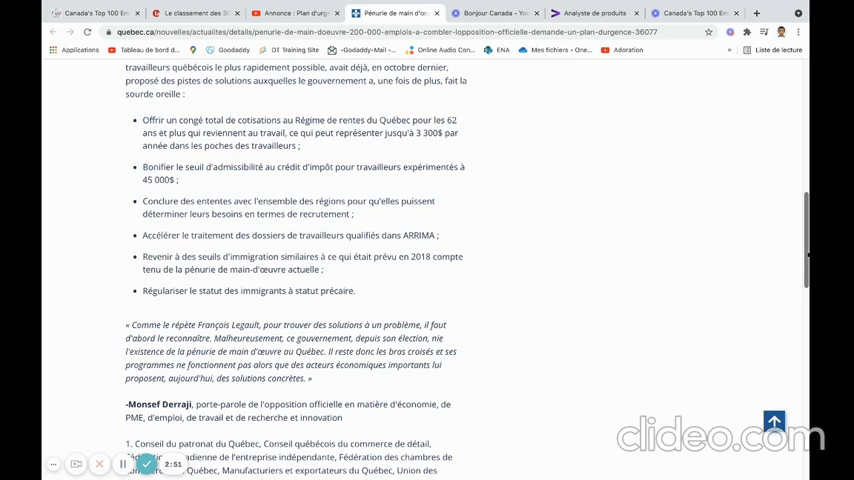 Canada's Top 100 Em
Le classement des 30
Annonce : Plan d'urge
Pénurie de main d'œu
Bonjour Canada - You
Analyste de produits
Canada's Top 100 Em
quebec.ca/nouvelles/actualites/details/penurie-de-main-doeuvre-200-000-emplois-a-combler-lopposition-officielle-demande-un-plan-durgence-36077
Applications
Tableau de bord d...
Goodaddy
DT Training Site
-Godaddy-Mail -...
Online Audio Con...
ENA
Mes fichiers - One...
Adoration
»
Liste de lecture
travailleurs québécois le plus rapidement possible, avait déjà, en octobre dernier,
proposé des pistes de solutions auxquelles le gouvernement a, une fois de plus, fait la
sourde oreille :
• Offrir un congé total de cotisations au Régime de rentes du Québec pour les 62
ans et plus qui reviennent au travail, ce qui peut représenter jusqu'à 3 300$ par
année dans les poches des travailleurs ;
• Bonifier le seuil d'admissibilité au crédit d'impôt pour travailleurs expérimentés à
45 000$ ;
• Conclure des ententes avec l'ensemble des régions pour qu'elles puissent
déterminer leurs besoins en termes de recrutement ;
• Accélérer le traitement des dossiers de travailleurs qualifiés dans ARRIMA ;
• Revenir à des seuils d'immigration similaires à ce qui était prévu en 2018 compte
tenu de la pénurie de main-d'œuvre actuelle ;
• Régulariser le statut des immigrants à statut précaire.
« Comme le répète François Legault, pour trouver des solutions à un problème, il faut
d'abord le reconnaître. Malheureusement, ce gouvernement, depuis son élection, nie
l'existence de la pénurie de main d'œuvre au Québec. Il reste donc les bras croisés et ses
programmes ne fonctionnent pas alors que des acteurs économiques importants lui
proposent, aujourd'hui, des solutions concrètes. »
-Monsef Derraji, porte-parole de l'opposition officielle en matière d'économie, de
PME, d'emploi, de travail et de recherche et innovation
1. Conseil du patronat du Québec, Conseil québécois du commerce de détail,
adienne de l'entreprise indépendante, Fédération des chambres de
Québec, Manufacturiers et exportateurs du Québec, Union des
2:51
clideo.com